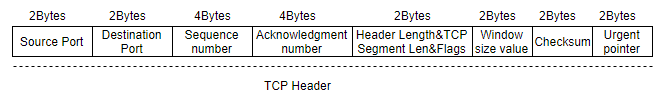 2Bytes 2Bytes 4Bytes 4Bytes 2Bytes 2Bytes 2Bytes 2Bytes
Source Port
Destination
Port
Sequence
number
Acknowledgment
number
Header Length&TCP
Segment Len&Flags
Window
size value
Checksum
Urgent
pointer
TCP Header